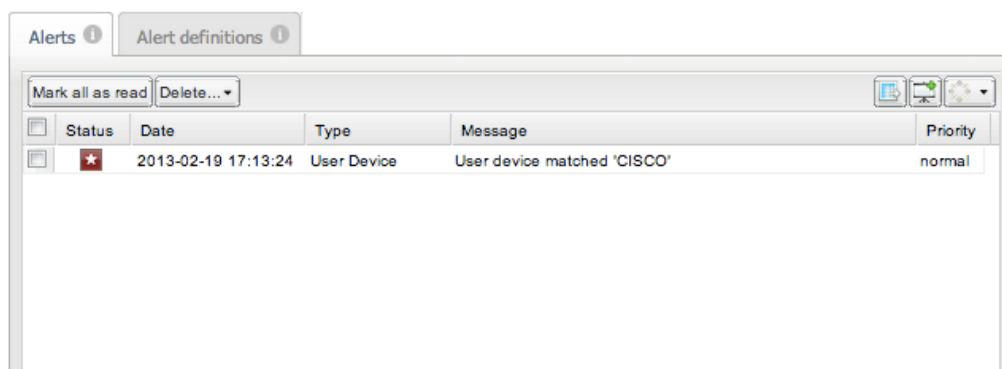 Alerts Alert definitions
Mark all as read Delete...
Status Date Type Message Priority
2013-02-19 17:13:24 User Device User device matched 'CISCO' normal